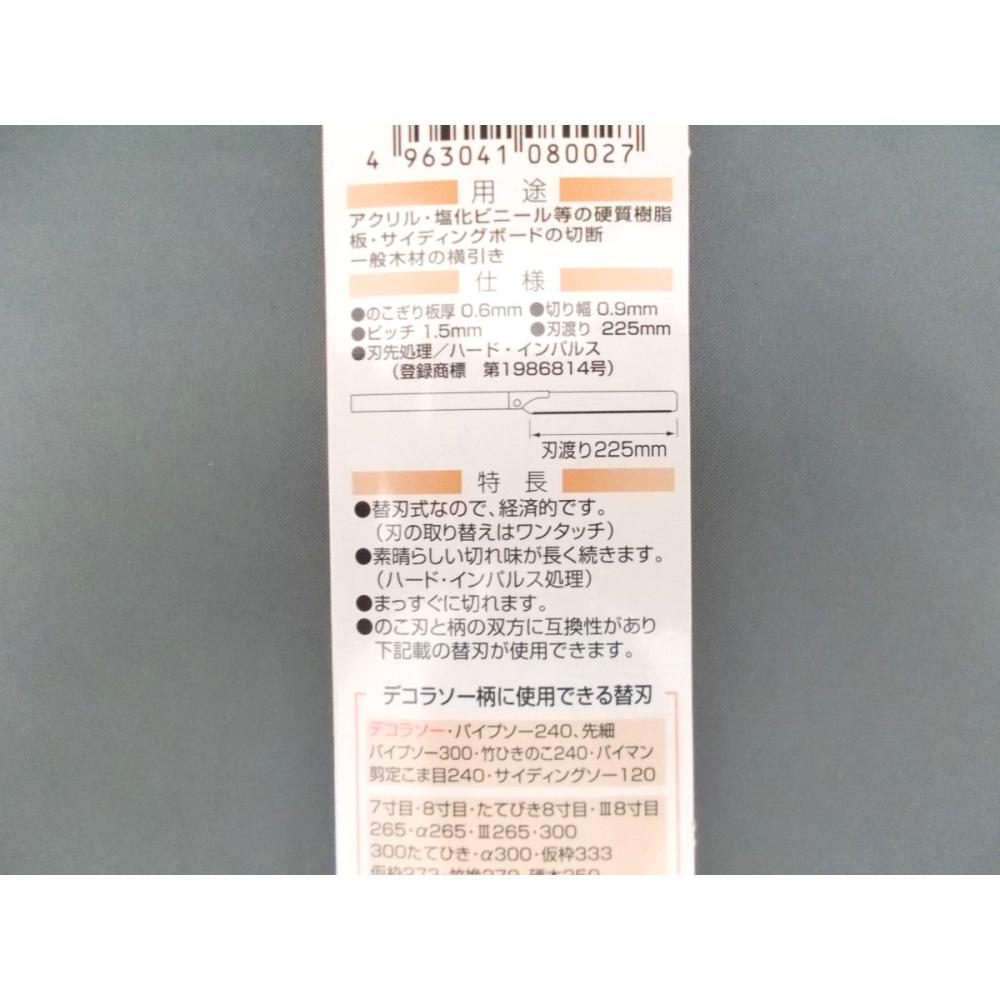 4 963041 080027
用途
アクリル・塩化ビニール等の硬質樹脂
板・サイディングボードの切断
一般木材の横引き
仕様
●のこぎり板厚 0.6mm ●切り幅 0.9mm
●ピッチ 1.5mm ●刃渡り 225mm
●刃先処理／ハード・インパルス
(登録商標 第1986814号)
刃渡り225mm
特長
●替刃式なので、経済的です。
(刃の取り替えはワンタッチ)
●素晴らしい切れ味が長く続きます。
(ハード・インパルス処理)
●まっすぐに切れます。
●のこ刃と柄の双方に互換性があり
下記載の替刃が使用できます。
デコラソー柄に使用できる替刃
デコラソー・パイプソー240、先細
パイプソー300・竹ひきのこ240・バイマン
剪定こま目240・サイディングソー120
7寸目・8寸目・たてびき8寸目・Ⅲ8寸目
265・α265・Ⅲ265・300
300たてひき・α300・仮枠333